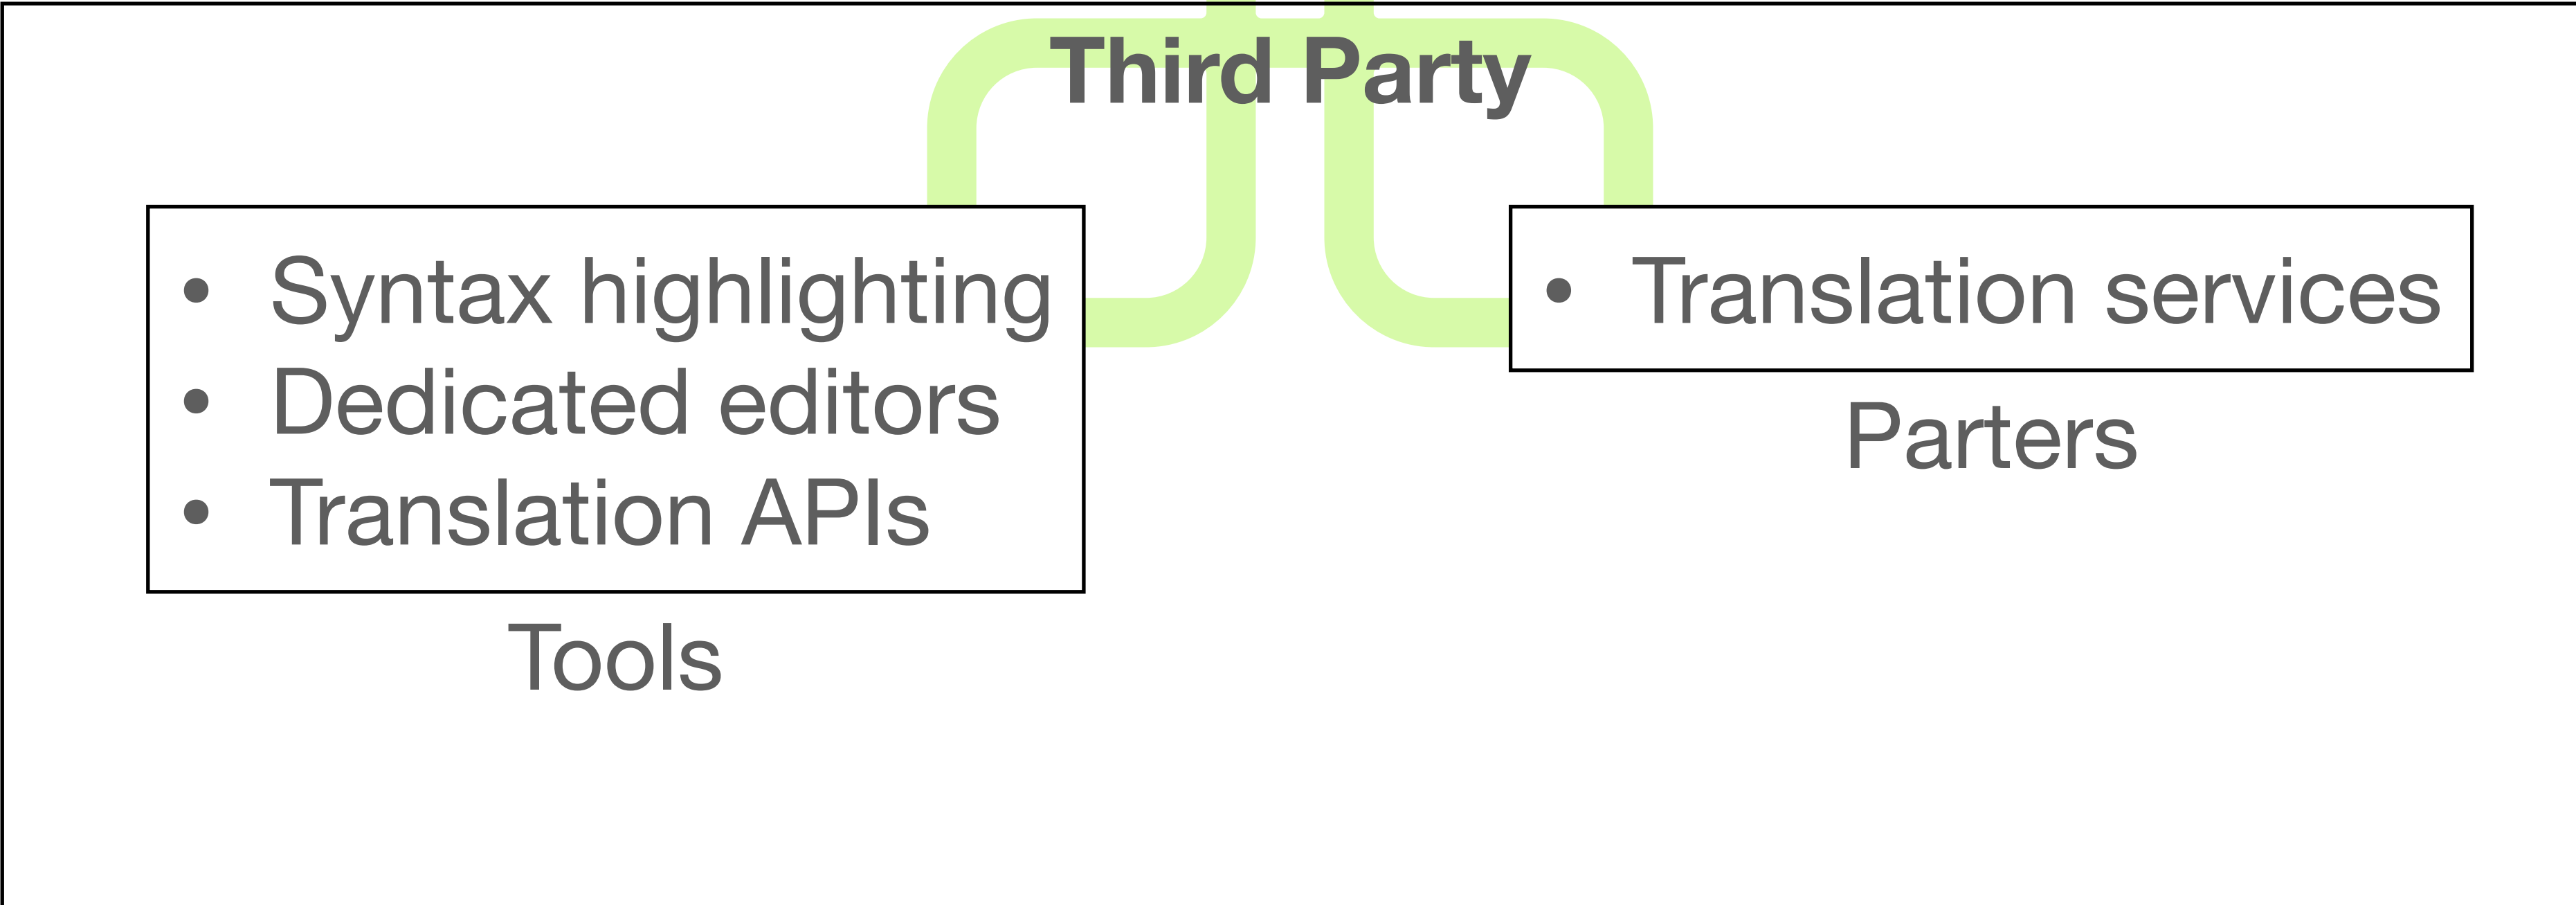 Third Party
• Syntax highlighting
• Dedicated editors
• Translation APIs
Tools
• Translation services
Parters